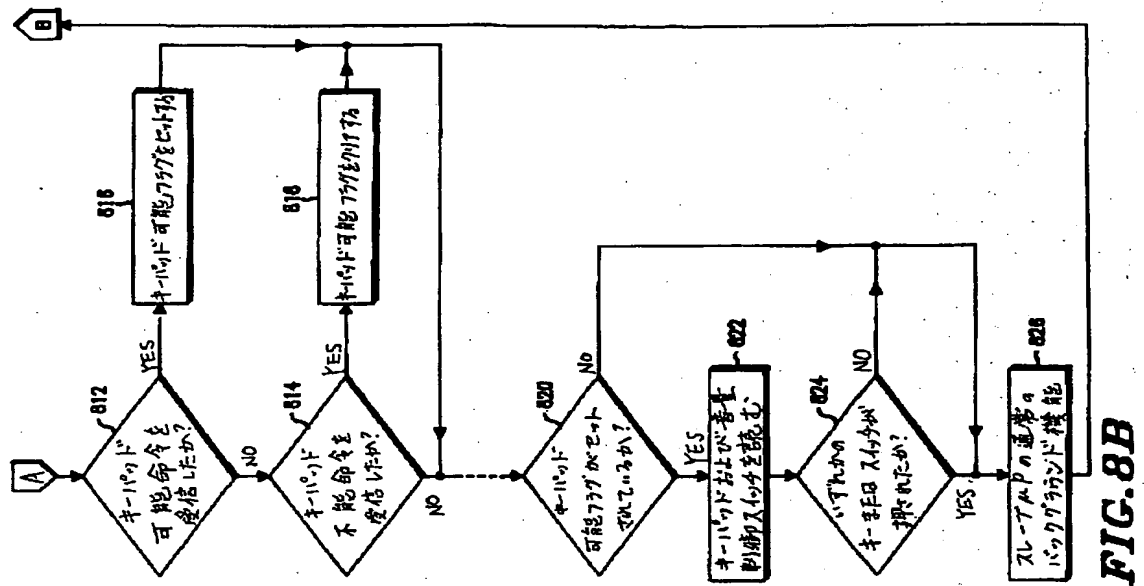 A
B
812
キーパッド
可能命令を
受信したか?
YES
NO
816
キーパッド可能フラグをセットする
814
キーパッド
不能命令を
受信したか?
YES
NO
818
キーパッド可能フラグをクリアする
820
キーパッド
可能フラグがセット
されているか?
NO
YES
822
キーパッドおよび音量
制御スイッチを読む
824
いずれかの
キーまたはスイッチが
押されたか?
NO
YES
826
スレーブμPの通常の
バックグラウンド機能
FIG.8B